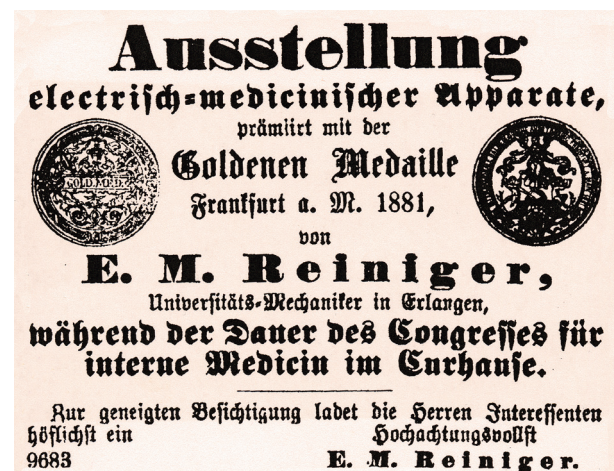 Ausstellung
electrisch-medicinischer Apparate,
prämiirt mit der
Goldenen Medaille
GOLD.MED.
Frankfurt a. M. 1881,
von
E. M. Reiniger,
Universitäts-Mechaniker in Erlangen,
während der Dauer des Congresses für
interne Medicin im Curhause.
Zur geneigten Besichtigung ladet die Herren Interessenten
höflichst ein Hochachtungsvollst
9683 E. M. Reiniger.